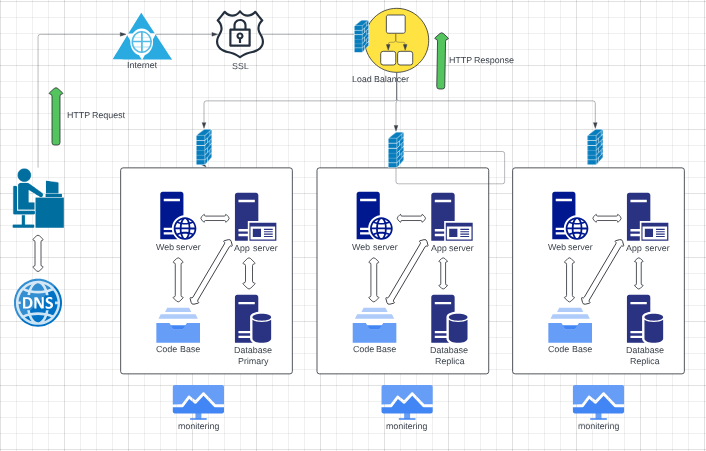 Internet
SSL
Load Balancer
HTTP Response
HTTP Request
DNS
Web server
App server
Code Base
Database
Primary
Web server
App server
Code Base
Database
Replica
Web server
App server
Code Base
Database
Replica
monitering
monitering
monitering